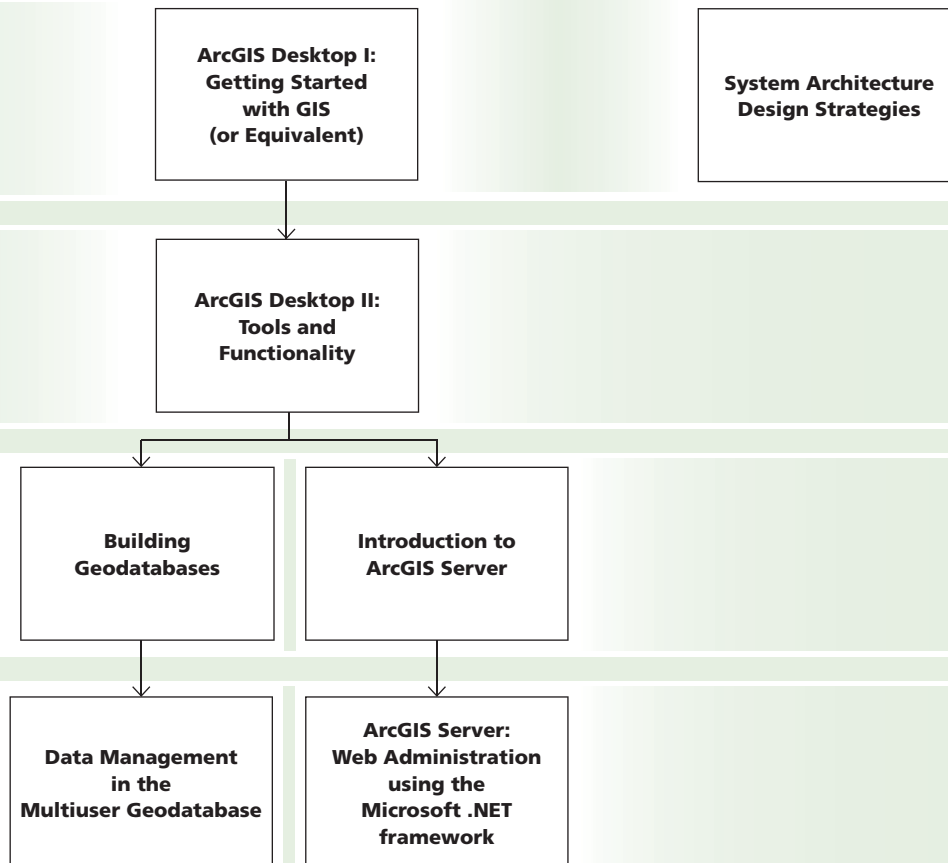 ArcGIS Desktop I:
Getting Started
with GIS
(or Equivalent)
System Architecture
Design Strategies
ArcGIS Desktop II:
Tools and
Functionality
Building
Geodatabases
Introduction to
ArcGIS Server
Data Management
in the
Multiuser Geodatabase
ArcGIS Server:
Web Administration
using the
Microsoft .NET
framework